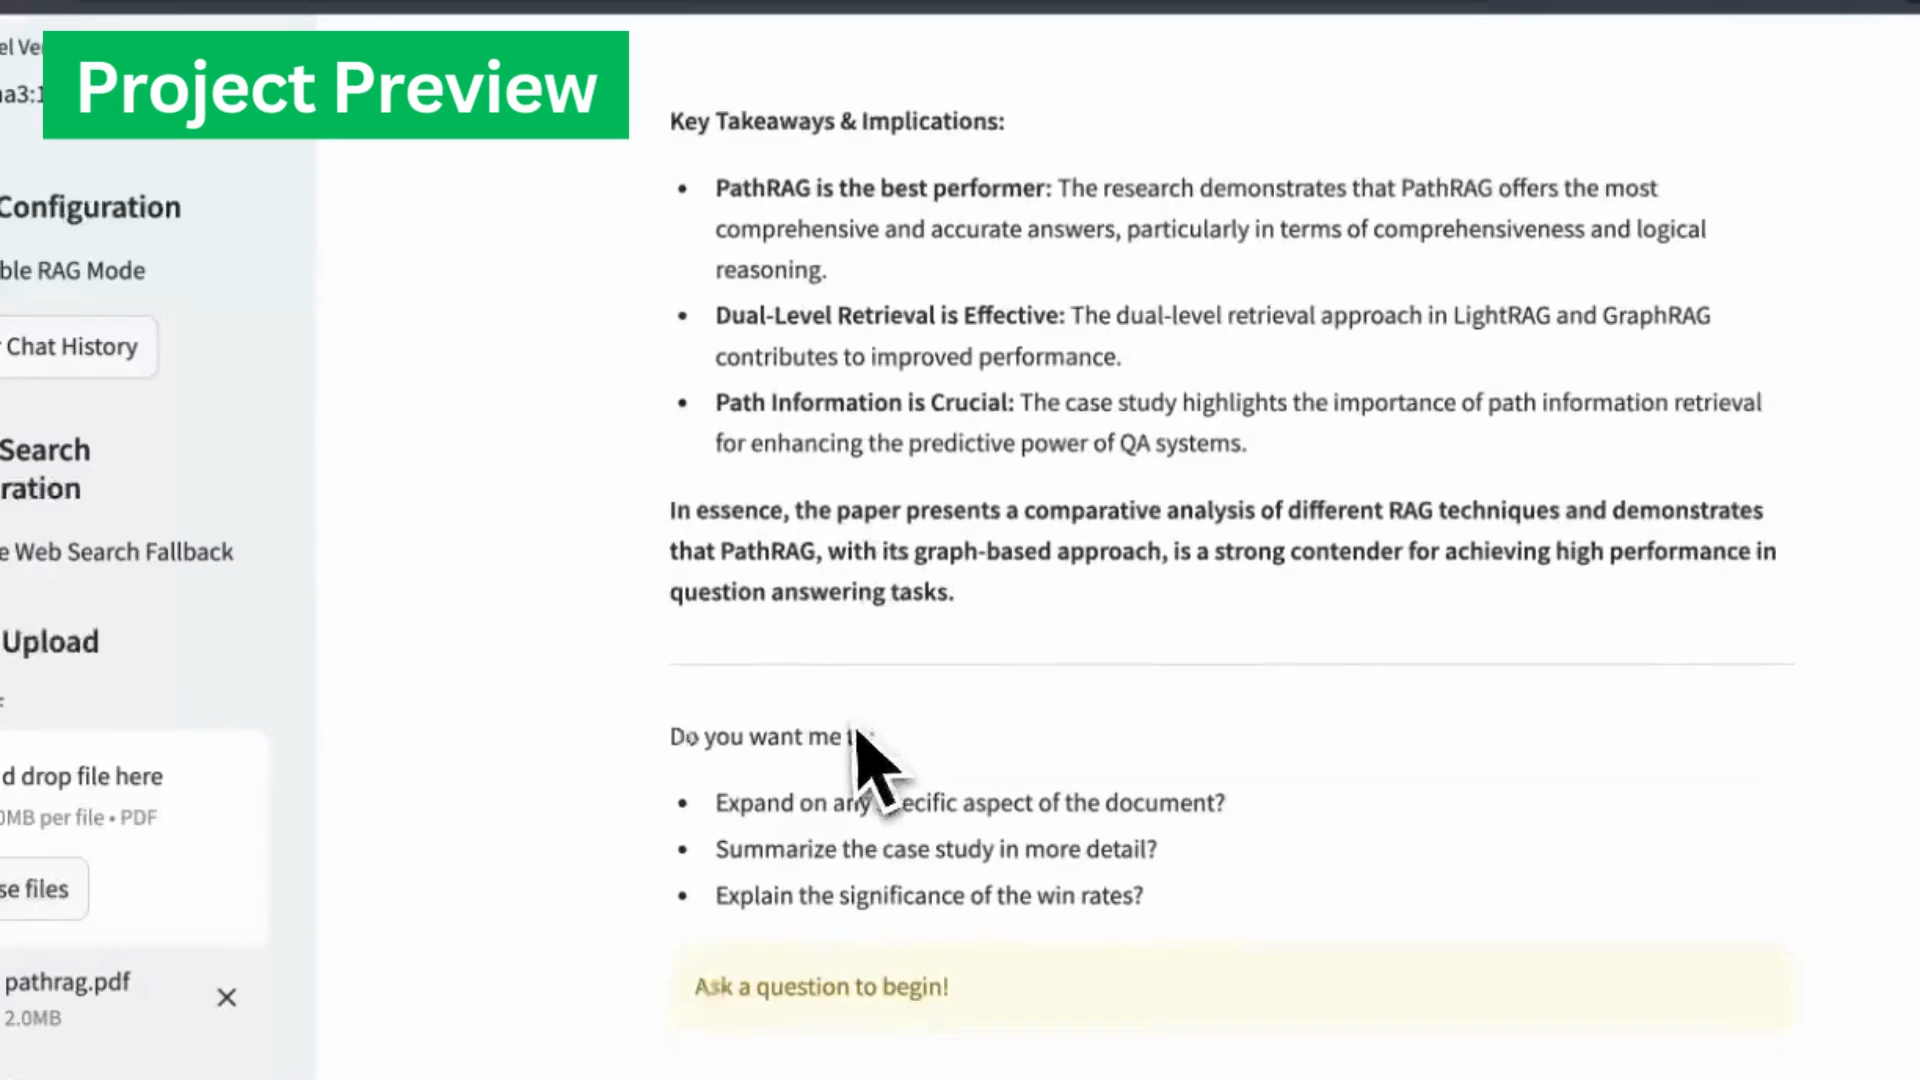 el Ve
Project Preview
na3:1
Configuration
ble RAG Mode
Chat History
Search
ration
e Web Search Fallback
Upload
d drop file here
0MB per file • PDF
se files
pathrag.pdf
2.0MB
Key Takeaways & Implications:
• PathRAG is the best performer: The research demonstrates that PathRAG offers the most
comprehensive and accurate answers, particularly in terms of comprehensiveness and logical
reasoning.
• Dual-Level Retrieval is Effective: The dual-level retrieval approach in LightRAG and GraphRAG
contributes to improved performance.
• Path Information is Crucial: The case study highlights the importance of path information retrieval
for enhancing the predictive power of QA systems.
In essence, the paper presents a comparative analysis of different RAG techniques and demonstrates
that PathRAG, with its graph-based approach, is a strong contender for achieving high performance in
question answering tasks.
Do you want me
• Expand on any ecific aspect of the document?
• Summarize the case study in more detail?
• Explain the significance of the win rates?
Ask a question to begin!